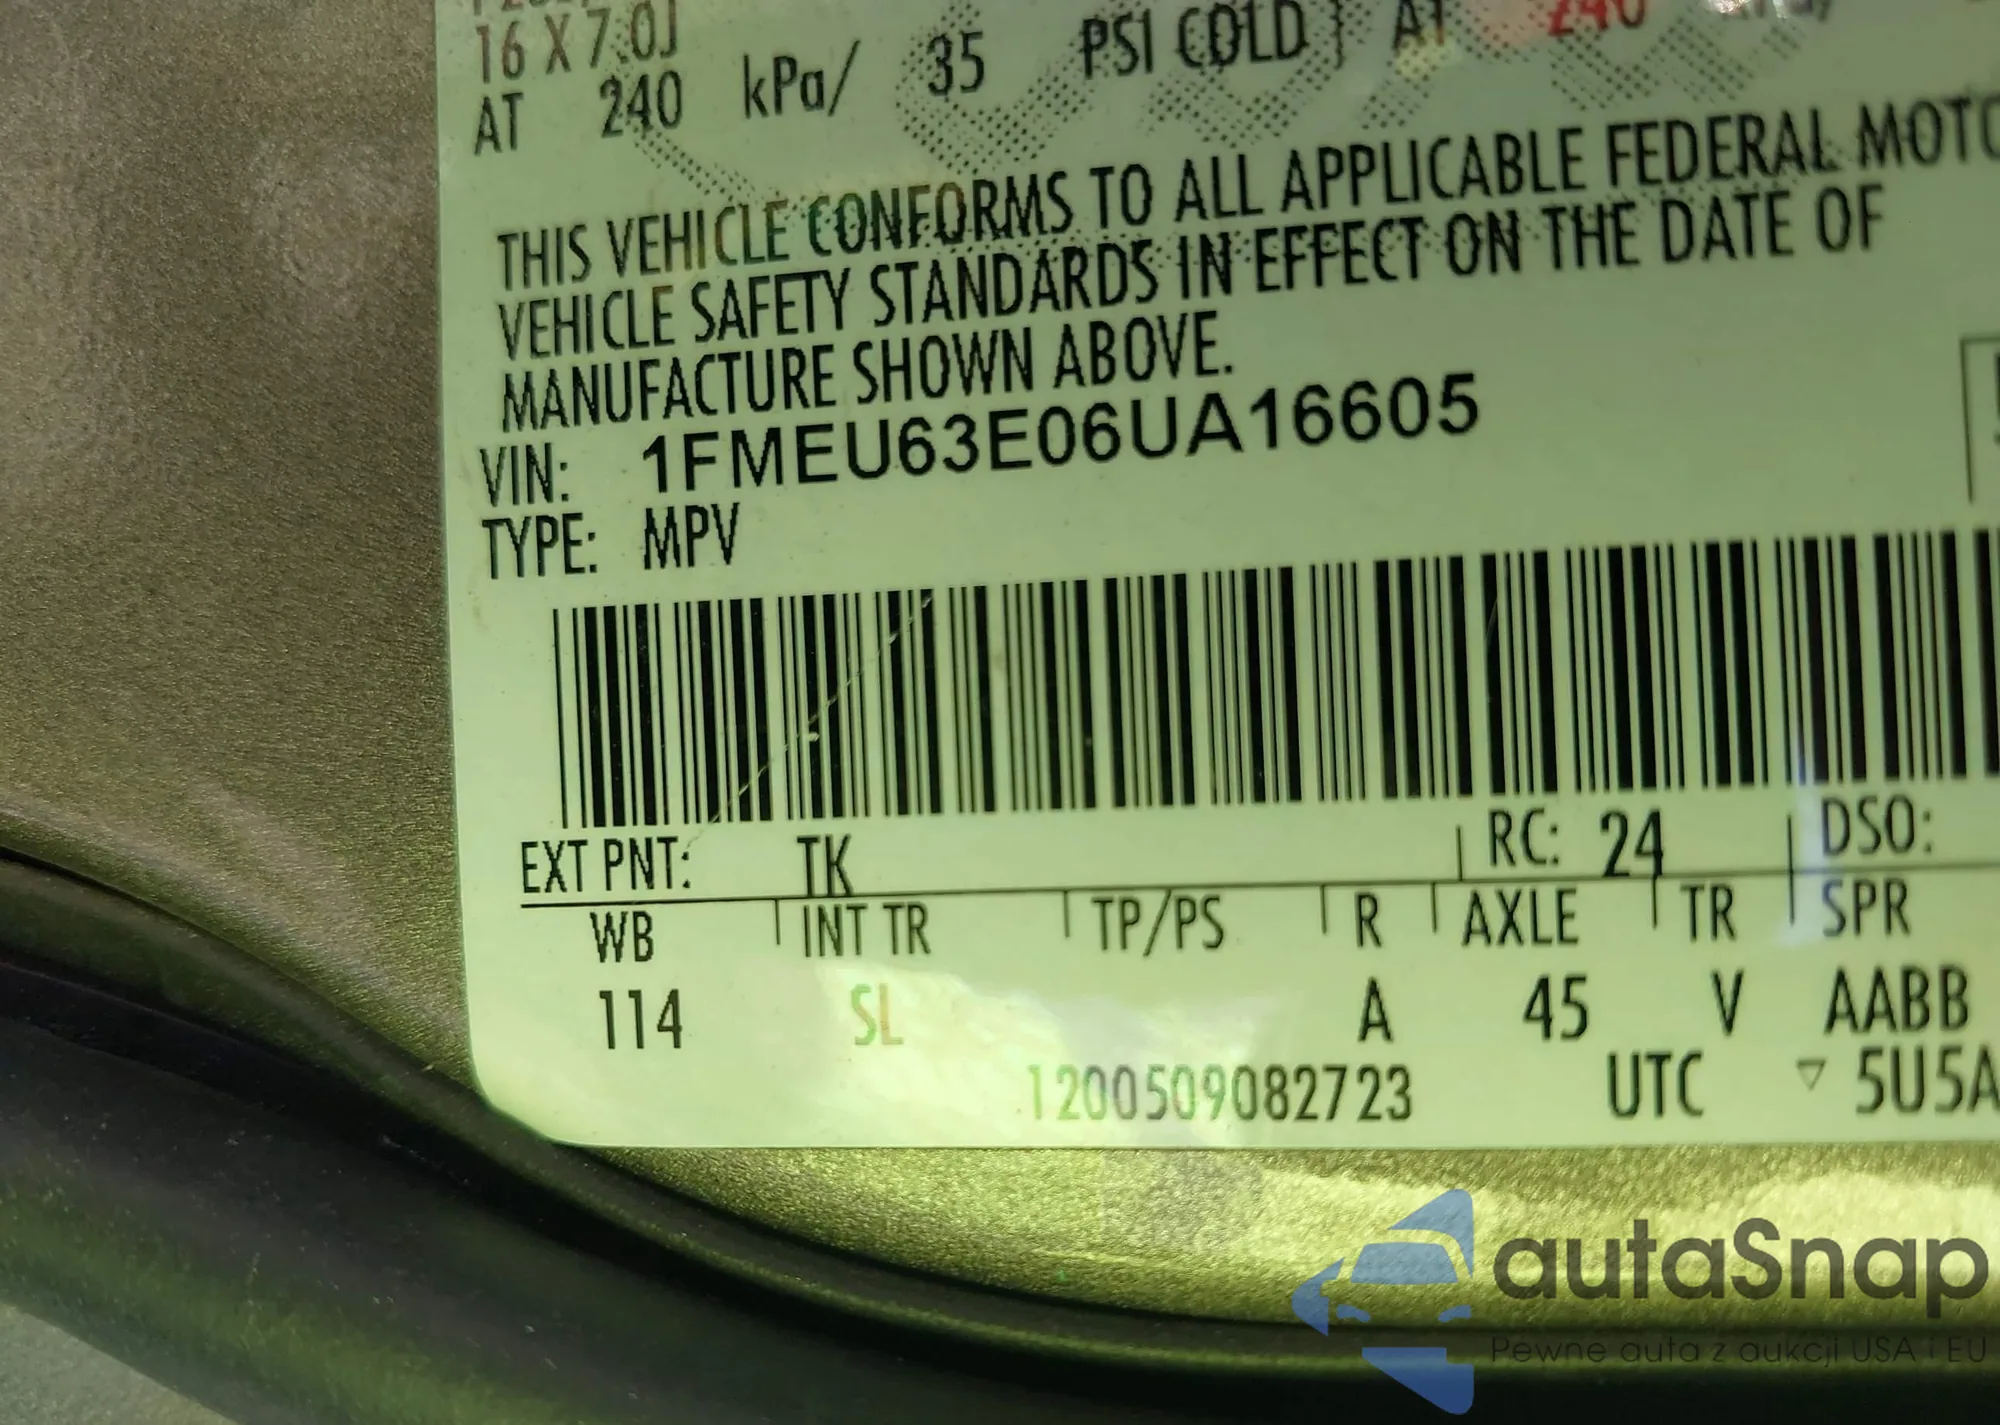 16 X 7.0J
AT 240 kPa/ 35 PSI COLD AT 240
THIS VEHICLE CONFORMS TO ALL APPLICABLE FEDERAL MOTO
VEHICLE SAFETY STANDARDS IN EFFECT ON THE DATE OF
MANUFACTURE SHOWN ABOVE.
VIN: 1FMEU63E06UA16605
TYPE: MPV
EXT PNT: TK RC: 24 DSO:
WB INT TR TP/PS R AXLE TR SPR
114 SL A 45 V AABB
1200509082723 UTC ▽ 5U5A
autaSnap
Pewne auta z aukcji USA i EU